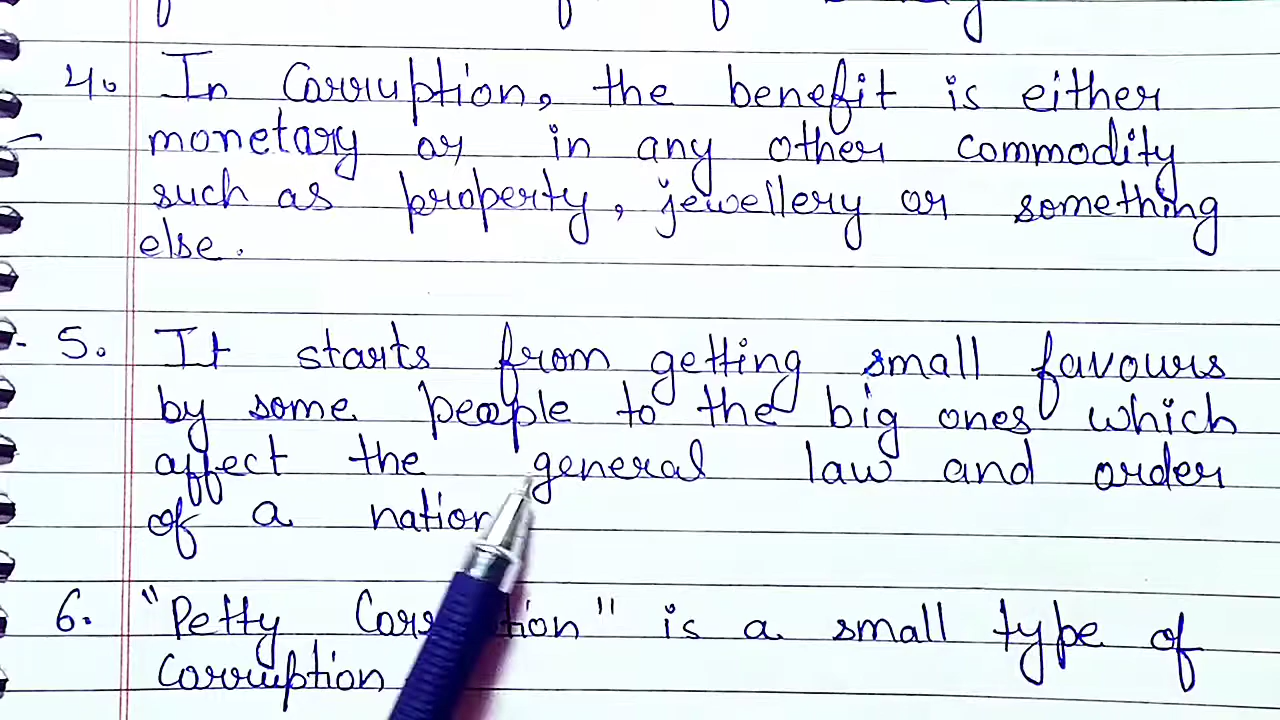 4. In Corruption, the benefit is either
monetary or in any other commodity
such as property, jewellery or something
else.
5. It starts from getting small favours
by some people to the big ones which
affect the general law and order
of a nation
6. "Petty Corruption" is a small type of
Corruption